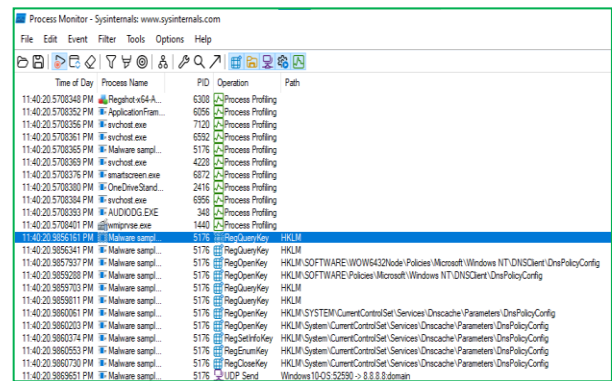 Process Monitor - Sysinternals: www.sysinternals.com
File Edit Event Filter Tools Options Help
Time of Day Process Name PID Operation Path
11:40:20.5708348 PM Regshot-x64-A... 6308 Process Profiling
11:40:20.5708352 PM ApplicationFram... 6056 Process Profiling
11:40:20.5708356 PM svchost.exe 7120 Process Profiling
11:40:20.5708361 PM svchost.exe 6592 Process Profiling
11:40:20.5708365 PM Malware sampl... 5176 Process Profiling
11:40:20.5708369 PM svchost.exe 4228 Process Profiling
11:40:20.5708376 PM smartscreen.exe 6872 Process Profiling
11:40:20.5708380 PM OneDriveStand... 2416 Process Profiling
11:40:20.5708384 PM svchost.exe 6956 Process Profiling
11:40:20.5708393 PM AUDIODG.EXE 348 Process Profiling
11:40:20.5708401 PM wmiprvse.exe 1440 Process Profiling
11:40:20.9856161 PM Malware sampl... 5176 RegQueryKey HKLM
11:40:20.9856341 PM Malware sampl... 5176 RegQueryKey HKLM
11:40:20.9857937 PM Malware sampl... 5176 RegOpenKey HKLM\SOFTWARE\WOW6432Node\Policies\Microsoft\Windows NT\DNSClient\DnsPolicyConfig
11:40:20.9859288 PM Malware sampl... 5176 RegOpenKey HKLM\SOFTWARE\Policies\Microsoft\Windows NT\DNSClient\DnsPolicyConfig
11:40:20.9859703 PM Malware sampl... 5176 RegQueryKey HKLM
11:40:20.9859811 PM Malware sampl... 5176 RegQueryKey HKLM
11:40:20.9860061 PM Malware sampl... 5176 RegOpenKey HKLM\SYSTEM\CurrentControlSet\Services\Dnscache\Parameters\DnsPolicyConfig
11:40:20.9860203 PM Malware sampl... 5176 RegOpenKey HKLM\System\CurrentControlSet\Services\Dnscache\Parameters\DnsPolicyConfig
11:40:20.9860374 PM Malware sampl... 5176 RegSetInfoKey HKLM\System\CurrentControlSet\Services\Dnscache\Parameters\DnsPolicyConfig
11:40:20.9860553 PM Malware sampl... 5176 RegEnumKey HKLM\System\CurrentControlSet\Services\Dnscache\Parameters\DnsPolicyConfig
11:40:20.9860730 PM Malware sampl... 5176 RegCloseKey HKLM\System\CurrentControlSet\Services\Dnscache\Parameters\DnsPolicyConfig
11:40:20.9869651 PM Malware sampl... 5176 UDP Send Windows10-OS:52590 -> 8.8.8.8:domain